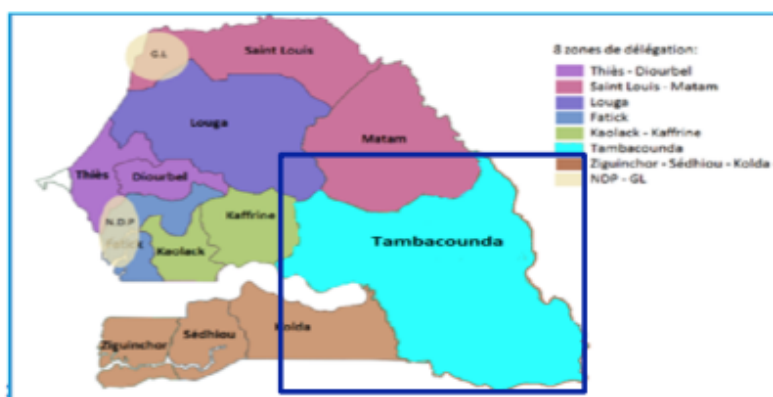 G.L
Saint Louis
Louga
Matam
Thiès
Diourbel
N.D.P
Fatick
Kaolack
Kaffrine
Tambacounda
Ziguinchor
Sédhiou
Kolda
8 zones de délégation:
Thiès - Diourbel
Saint Louis - Matam
Louga
Fatick
Kaolack - Kaffrine
Tambacounda
Ziguinchor - Sédhiou - Kolda
NDP - GL